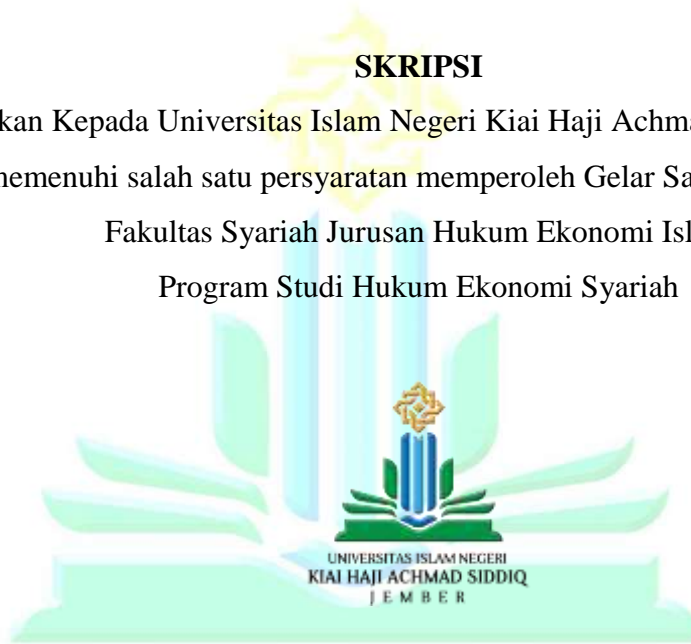 SKRIPSI
kan Kepada Universitas Islam Negeri Kiai Haji Achma
memenuhi salah satu persyaratan memperoleh Gelar Sa
Fakultas Syariah Jurusan Hukum Ekonomi Isl
Program Studi Hukum Ekonomi Syariah
UNIVERSITAS ISLAM NEGERI
KIAI HAJI ACHMAD SIDDIQ
JEMBER